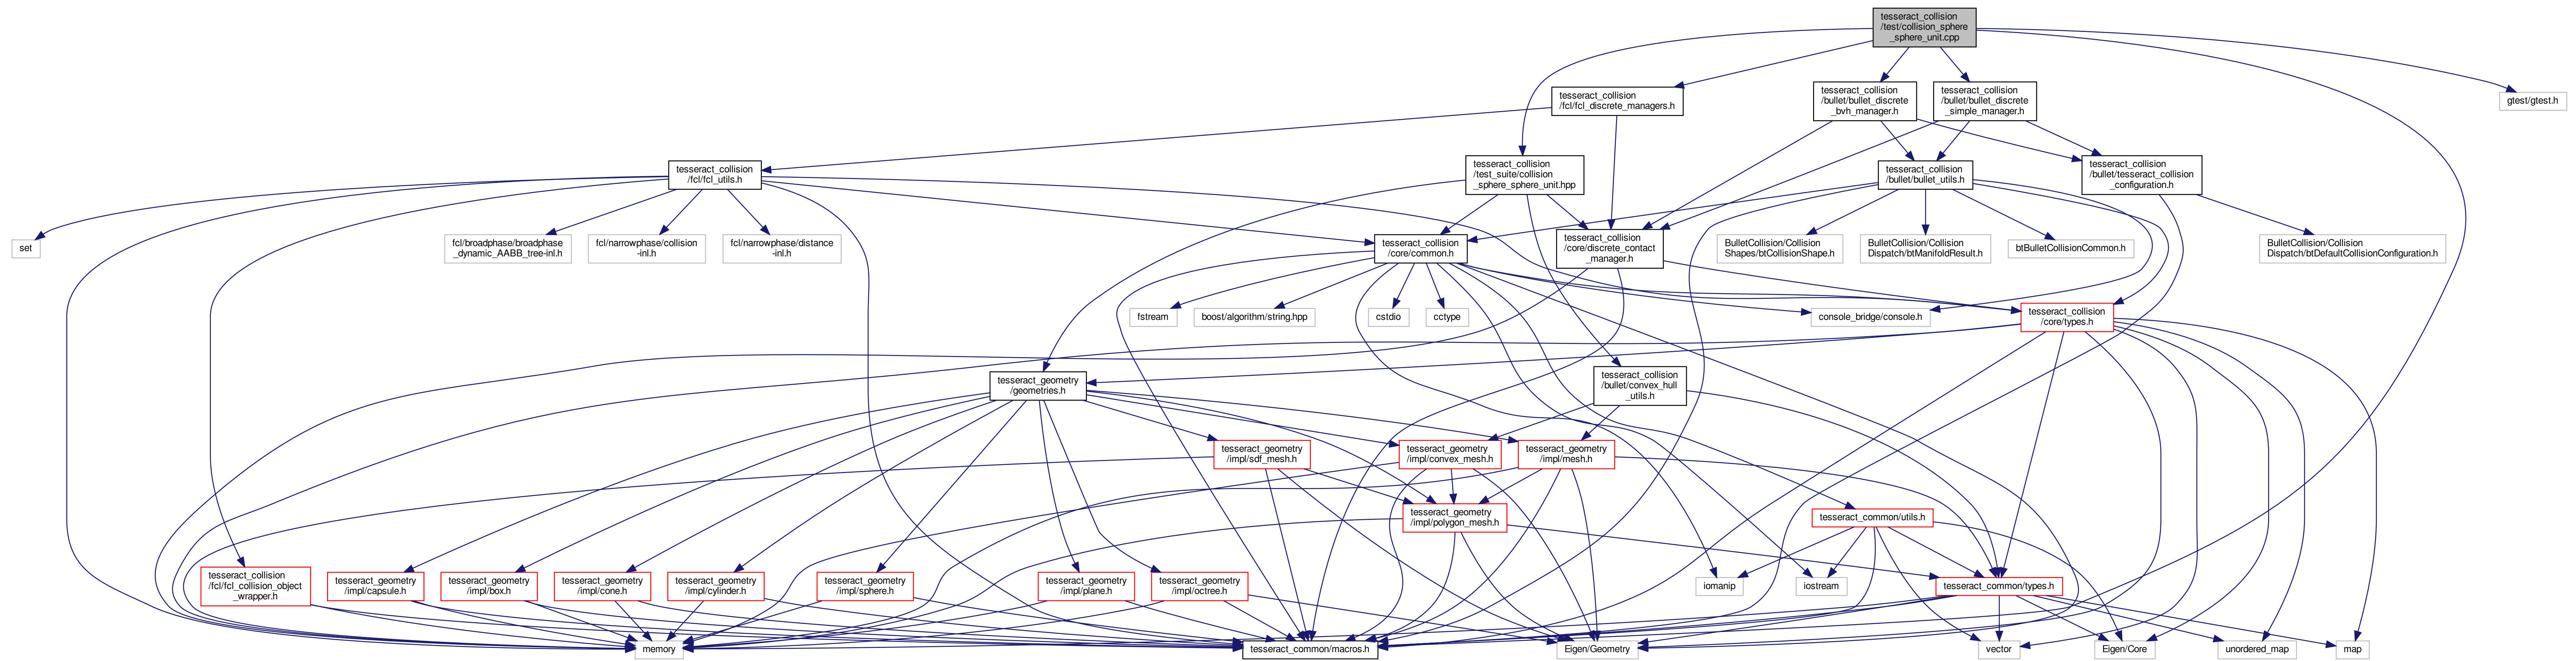 tesseract_collision
/test/collision_sphere
_sphere_unit.cpp
tesseract_collision
/fcl/fcl_discrete_managers.h
tesseract_collision
/bullet/bullet_discrete
_bvh_manager.h
tesseract_collision
/bullet/bullet_discrete
_simple_manager.h
gtest/gtest.h
tesseract_collision
/fcl/fcl_utils.h
tesseract_collision
/test_suite/collision
_sphere_sphere_unit.hpp
tesseract_collision
/bullet/bullet_utils.h
tesseract_collision
/bullet/tesseract_collision
_configuration.h
set
fcl/broadphase/broadphase
_dynamic_AABB_tree-inl.h
fcl/narrowphase/collision
-inl.h
fcl/narrowphase/distance
-inl.h
tesseract_collision
/core/common.h
tesseract_collision
/core/discrete_contact
_manager.h
BulletCollision/Collision
Shapes/btCollisionShape.h
BulletCollision/Collision
Dispatch/btManifoldResult.h
btBulletCollisionCommon.h
BulletCollision/Collision
Dispatch/btDefaultCollisionConfiguration.h
fstream
boost/algorithm/string.hpp
cstdio
cctype
console_bridge/console.h
tesseract_collision
/core/types.h
tesseract_geometry
/geometries.h
tesseract_collision
/bullet/convex_hull
_utils.h
tesseract_geometry
/impl/sdf_mesh.h
tesseract_geometry
/impl/convex_mesh.h
tesseract_geometry
/impl/mesh.h
tesseract_geometry
/impl/polygon_mesh.h
tesseract_common/utils.h
tesseract_collision
/fcl/fcl_collision_object
_wrapper.h
tesseract_geometry
/impl/capsule.h
tesseract_geometry
/impl/box.h
tesseract_geometry
/impl/cone.h
tesseract_geometry
/impl/cylinder.h
tesseract_geometry
/impl/sphere.h
tesseract_geometry
/impl/plane.h
tesseract_geometry
/impl/octree.h
iomanip
iostream
tesseract_common/types.h
memory
tesseract_common/macros.h
Eigen/Geometry
vector
Eigen/Core
unordered_map
map